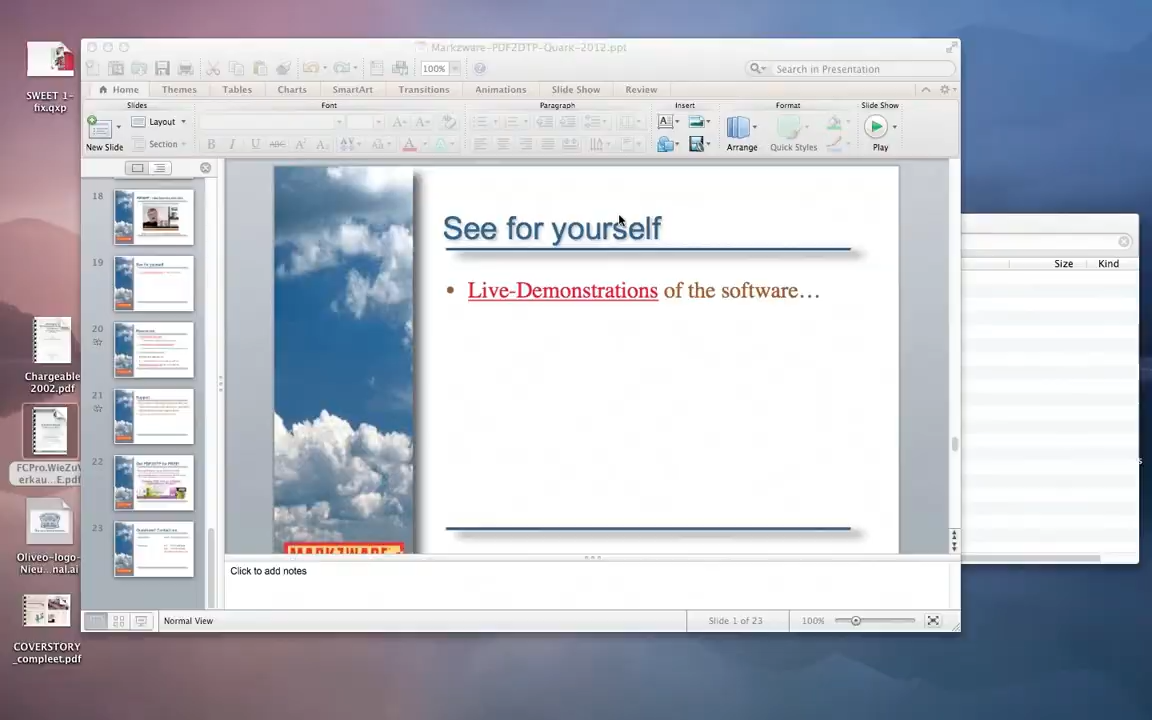 Markzware-PDF2DTP-Quark-2012.ppt
100%
Search in Presentation
Home
Themes
Tables
Charts
SmartArt
Transitions
Animations
Slide Show
Review
Slides
Font
Paragraph
Insert
Format
Slide Show
New Slide
Layout
Section
B
I
U
ABC
Arrange
Quick Styles
Play
18
19
20
21
22
23
See for yourself
Live-Demonstrations of the software…
MARKZWARE
Click to add notes
Normal View
Slide 1 of 23
100%
Size
Kind
SWEET 1-
fix.qxp
Chargeable
2002.pdf
FCPro.WieZuV
erkau...E.pdf
Oliveo-logo-
Nieu...nal.ai
COVERSTORY
_compleet.pdf